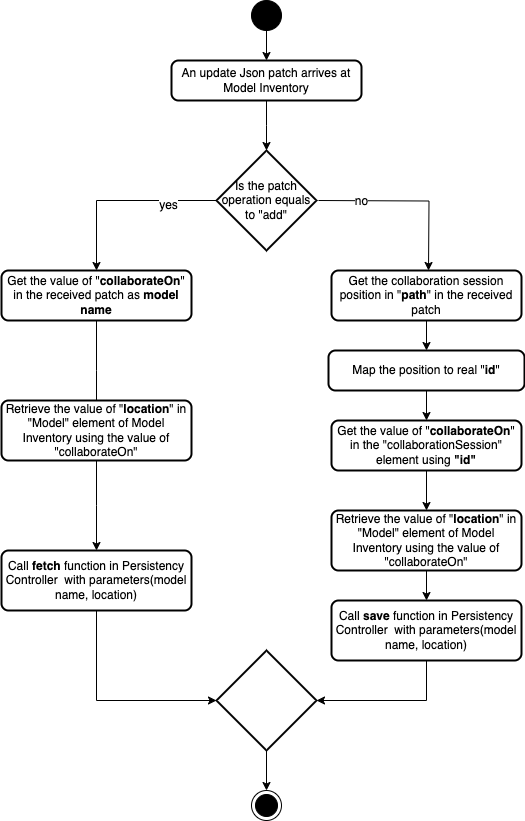 An update Json patch arrives at
Model Inventory
Is the patch
operation equals
to "add"
yes
no
Get the value of "collaborateOn"
in the received patch as model
name
Get the collaboration session
position in "path" in the received
patch
Map the position to real "id"
Retrieve the value of "location" in
"Model" element of Model
Inventory using the value of
"collaborateOn"
Get the value of "collaborateOn"
in the "collaborationSession"
element using "id"
Retrieve the value of "location" in
"Model" element of Model
Inventory using the value of
"collaborateOn"
Call fetch function in Persistency
Controller with parameters(model
name, location)
Call save function in Persistency
Controller with parameters(model
name, location)